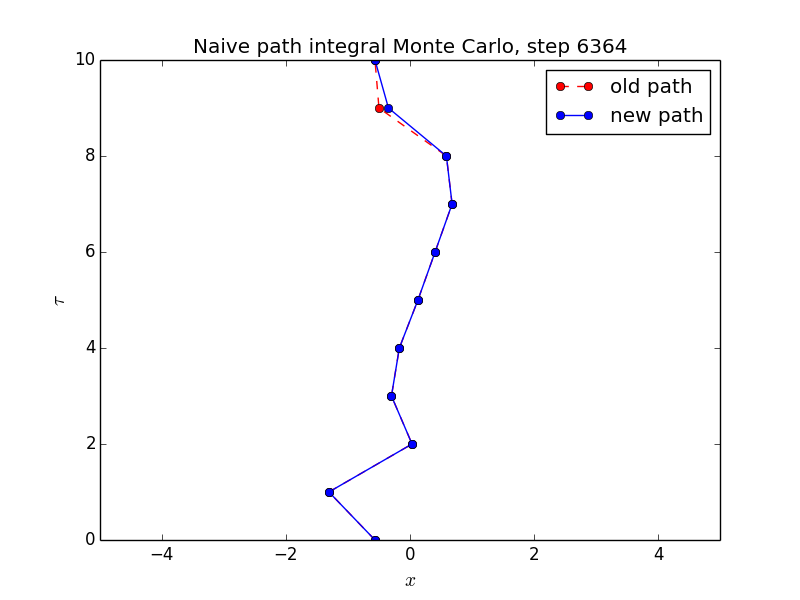 Naive path integral Monte Carlo, step 6364
10
8
6
4
2
0
τ
old path
new path
−4 −2 0 2 4
x